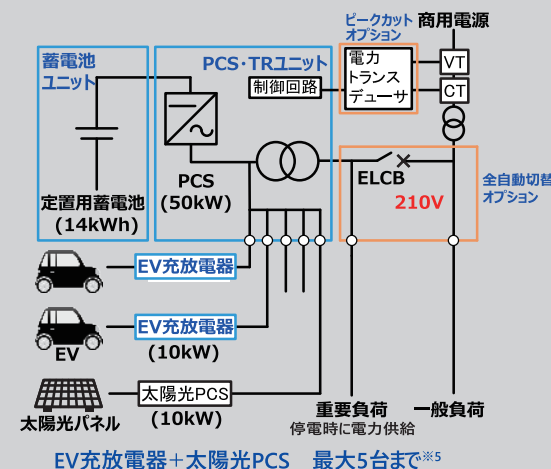 ピークカット
オプション
商用電源
蓄電池
ユニット
PCS・TRユニット
制御回路
電力
トランス
デューサ
VT
CT
PCS
(50kW)
ELCB
210V
全自動切替
オプション
定置用蓄電池
(14kWh)
EV充放電器
EV充放電器
EV
(10kW)
太陽光PCS
太陽光パネル
(10kW)
重要負荷
停電時に電力供給
一般負荷
EV充放電器+太陽光PCS 最大5台まで※5